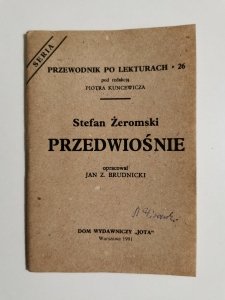 SERIA
PRZEWODNIK PO LEKTURACH • 26
pod redakcją
PIOTRA KUNCEWICZA
Stefan Żeromski
PRZEDWIOŚNIE
opracował
JAN Z. BRUDNICKI
DOM WYDAWNICZY „JOTA"
Warszawa 1991